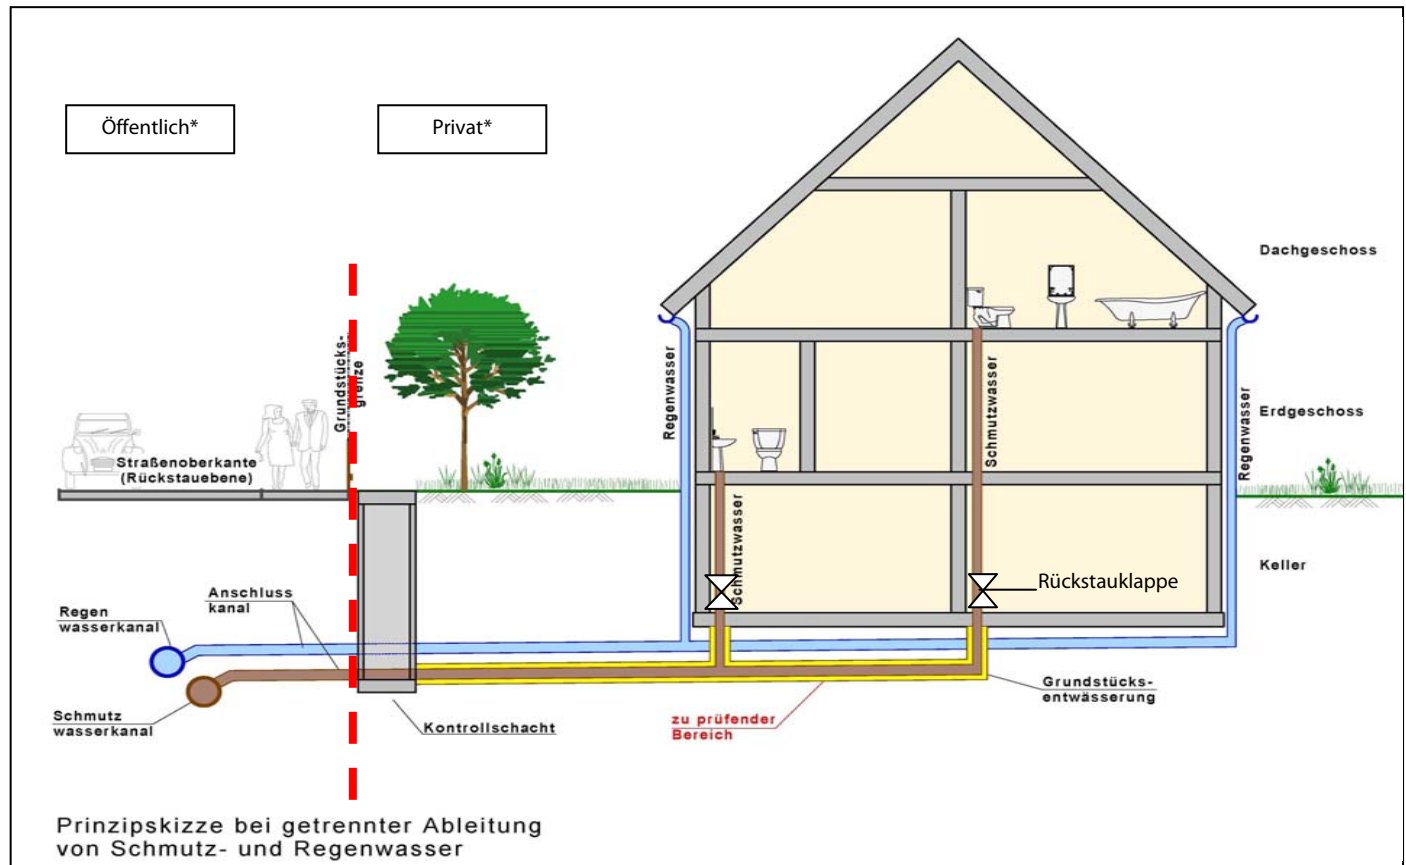 Öffentlich*
Privat*
Dachgeschoss
Grundstücks-
grenze
Regenwasser
Schmutzwasser
Regenwasser
Erdgeschoss
Straßenoberkante
(Rückstauebene)
Schmutzwasser
Rückstauklappe
Keller
Anschluss
kanal
Regen
wasserkanal
Schmutz
wasserkanal
Kontrollschacht
zu prüfender
Bereich
Grundstücks-
entwässerung
Prinzipskizze bei getrennter Ableitung
von Schmutz- und Regenwasser